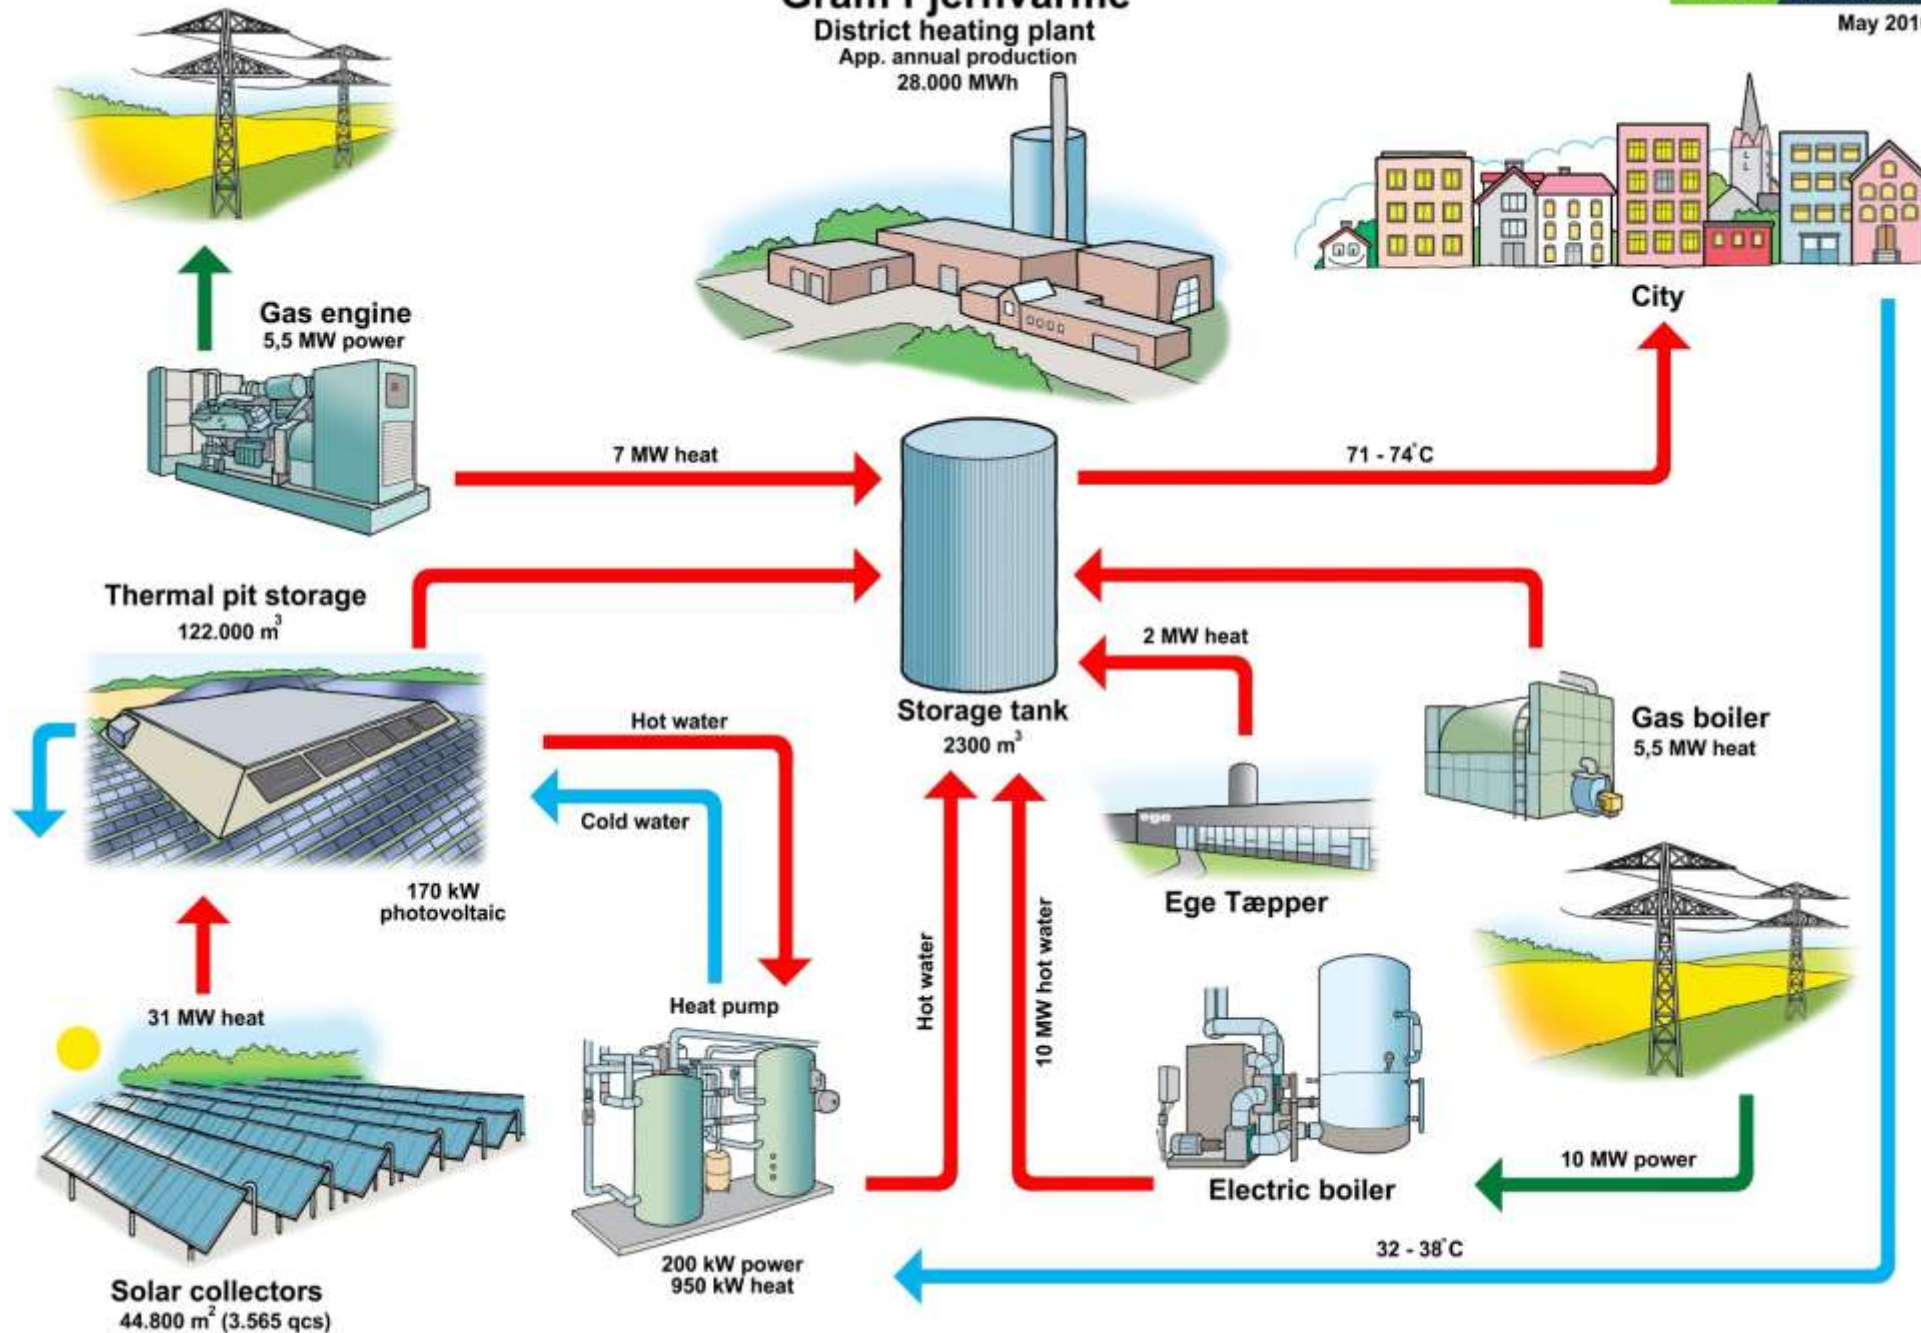 Gram Fjernvarme
District heating plant
App. annual production
28.000 MWh
May 201
City
Gas engine
5,5 MW power
7 MW heat
71 - 74°C
Thermal pit storage
122.000 m³
2 MW heat
Storage tank
2300 m³
Gas boiler
5,5 MW heat
Hot water
Cold water
ege
Ege Tæpper
170 kW
photovoltaic
Hot water
10 MW hot water
31 MW heat
Heat pump
10 MW power
Electric boiler
32 - 38°C
200 kW power
950 kW heat
Solar collectors
44.800 m² (3.565 qcs)